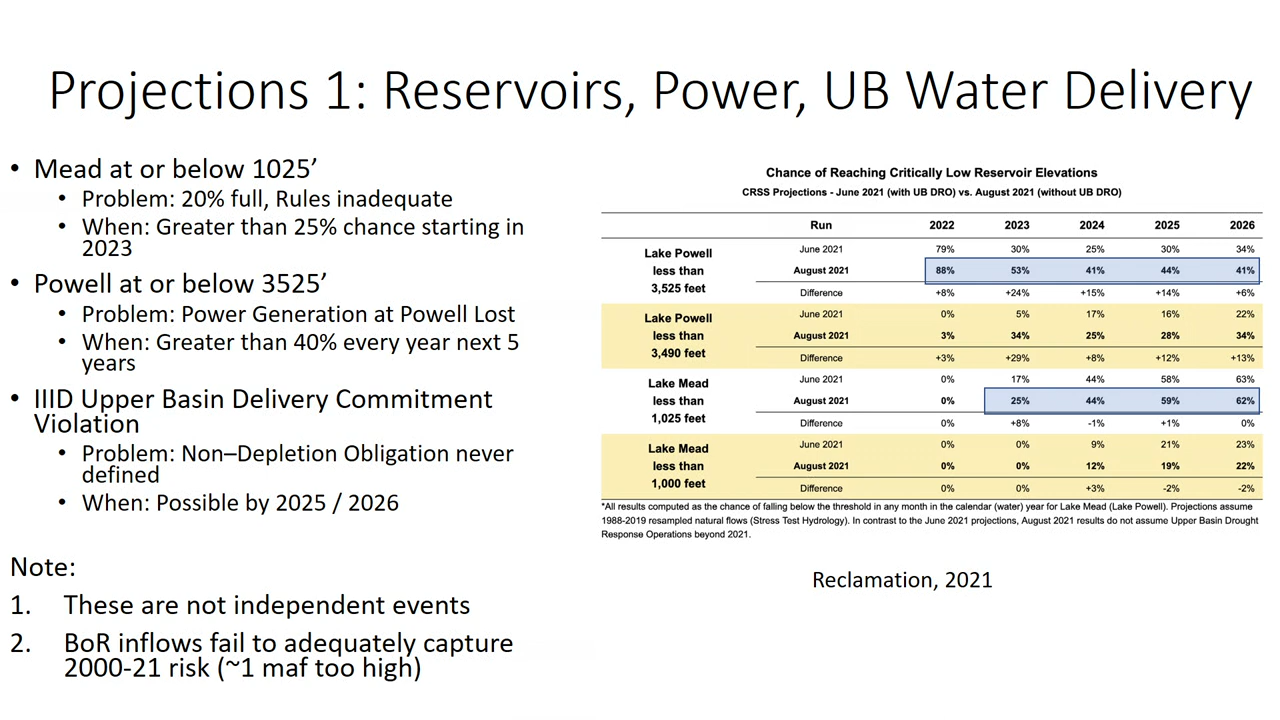 Projections 1: Reservoirs, Power, UB Water Delivery
• Mead at or below 1025’
• Problem: 20% full, Rules inadequate
• When: Greater than 25% chance starting in
2023
• Powell at or below 3525’
• Problem: Power Generation at Powell Lost
• When: Greater than 40% every year next 5
years
• IIID Upper Basin Delivery Commitment
Violation
• Problem: Non–Depletion Obligation never
defined
• When: Possible by 2025 / 2026
Note:
1. These are not independent events
2. BoR inflows fail to adequately capture
2000-21 risk (~1 maf too high)
Chance of Reaching Critically Low Reservoir Elevations
CRSS Projections - June 2021 (with UB DRO) vs. August 2021 (without UB DRO)
Run 2022 2023 2024 2025 2026
Lake Powell
less than
3,525 feet
June 2021 79% 30% 25% 30% 34%
August 2021 88% 53% 41% 44% 41%
Difference +8% +24% +15% +14% +6%
Lake Powell
less than
3,490 feet
June 2021 0% 5% 17% 16% 22%
August 2021 3% 34% 25% 28% 34%
Difference +3% +29% +8% +12% +13%
Lake Mead
less than
1,025 feet
June 2021 0% 17% 44% 58% 63%
August 2021 0% 25% 44% 59% 62%
Difference 0% +8% -1% +1% 0%
Lake Mead
less than
1,000 feet
June 2021 0% 0% 9% 21% 23%
August 2021 0% 0% 12% 19% 22%
Difference 0% 0% +3% -2% -2%
*All results computed as the chance of falling below the threshold in any month in the calendar (water) year for Lake Mead (Lake Powell). Projections assume
1988-2019 resampled natural flows (Stress Test Hydrology). In contrast to the June 2021 projections, August 2021 results do not assume Upper Basin Drought
Response Operations beyond 2021.
Reclamation, 2021